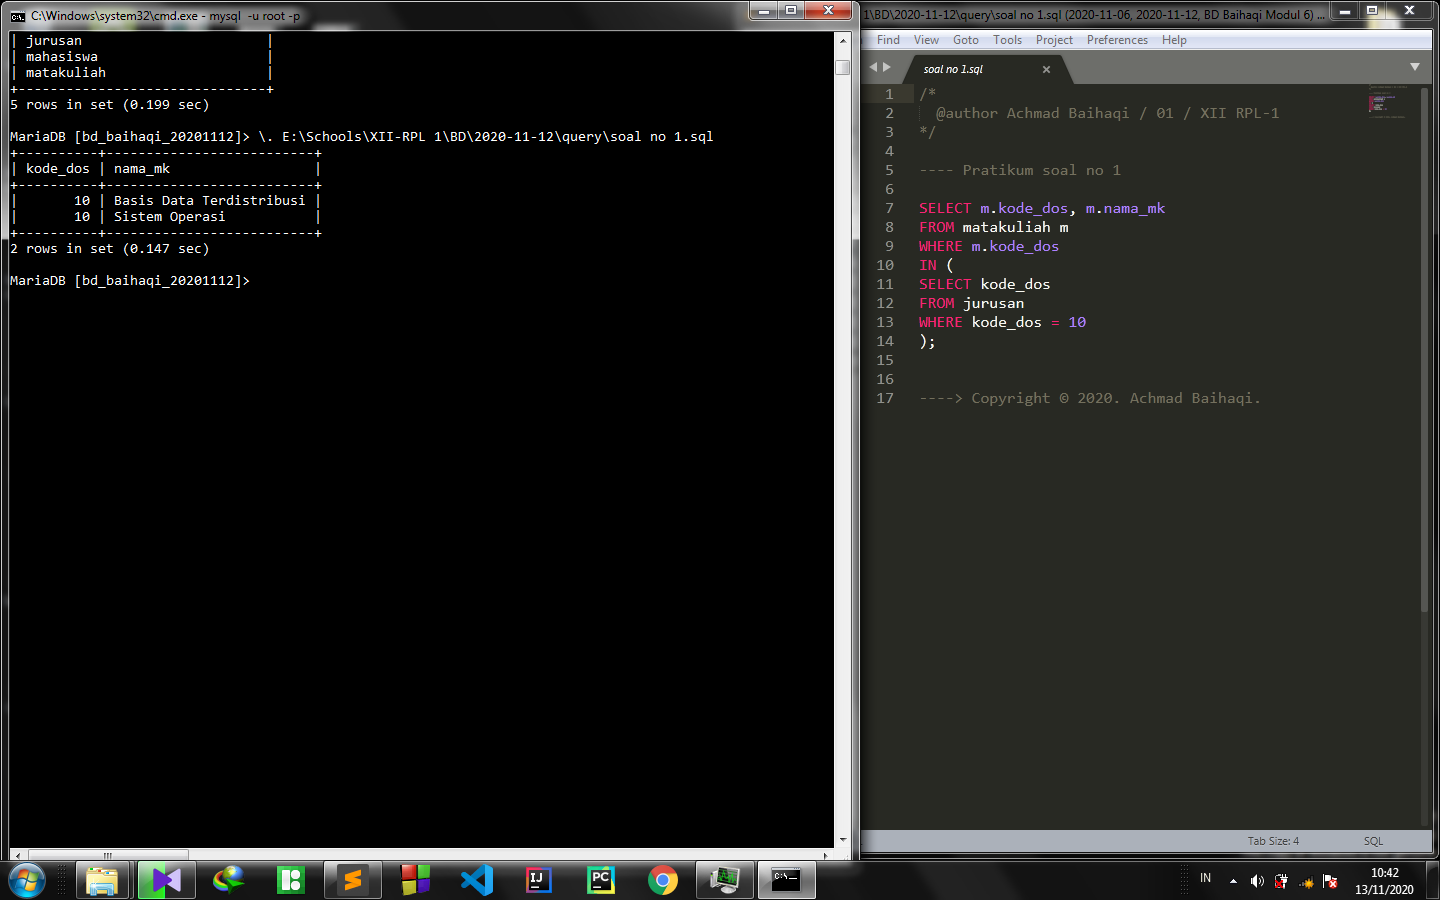 C:\Windows\system32\cmd.exe - mysql  -u root -p
| jurusan                       |
| mahasiswa                     |
| matakuliah                    |
+-------------------------------+
5 rows in set (0.199 sec)
MariaDB [bd_baihaqi_20201112]> \. E:\Schools\XII-RPL 1\BD\2020-11-12\query\soal no 1.sql
+----------+--------------------------+
| kode_dos | nama_mk                  |
+----------+--------------------------+
|       10 | Basis Data Terdistribusi |
|       10 | Sistem Operasi           |
+----------+--------------------------+
2 rows in set (0.147 sec)
MariaDB [bd_baihaqi_20201112]>
1\BD\2020-11-12\query\soal no 1.sql (2020-11-06, 2020-11-12, BD Baihaqi Modul 6) ...
Find View Goto Tools Project Preferences Help
soal no 1.sql
1 /*
2 @author Achmad Baihaqi / 01 / XII RPL-1
3 */
4
5 ---- Pratikum soal no 1
6
7 SELECT m.kode_dos, m.nama_mk
8 FROM matakuliah m
9 WHERE m.kode_dos
10 IN (
11 SELECT kode_dos
12 FROM jurusan
13 WHERE kode_dos = 10
14 );
15
16
17 ----> Copyright © 2020. Achmad Baihaqi.
Tab Size: 4 SQL
IJ
PC
C:\_
IN
10:42
13/11/2020